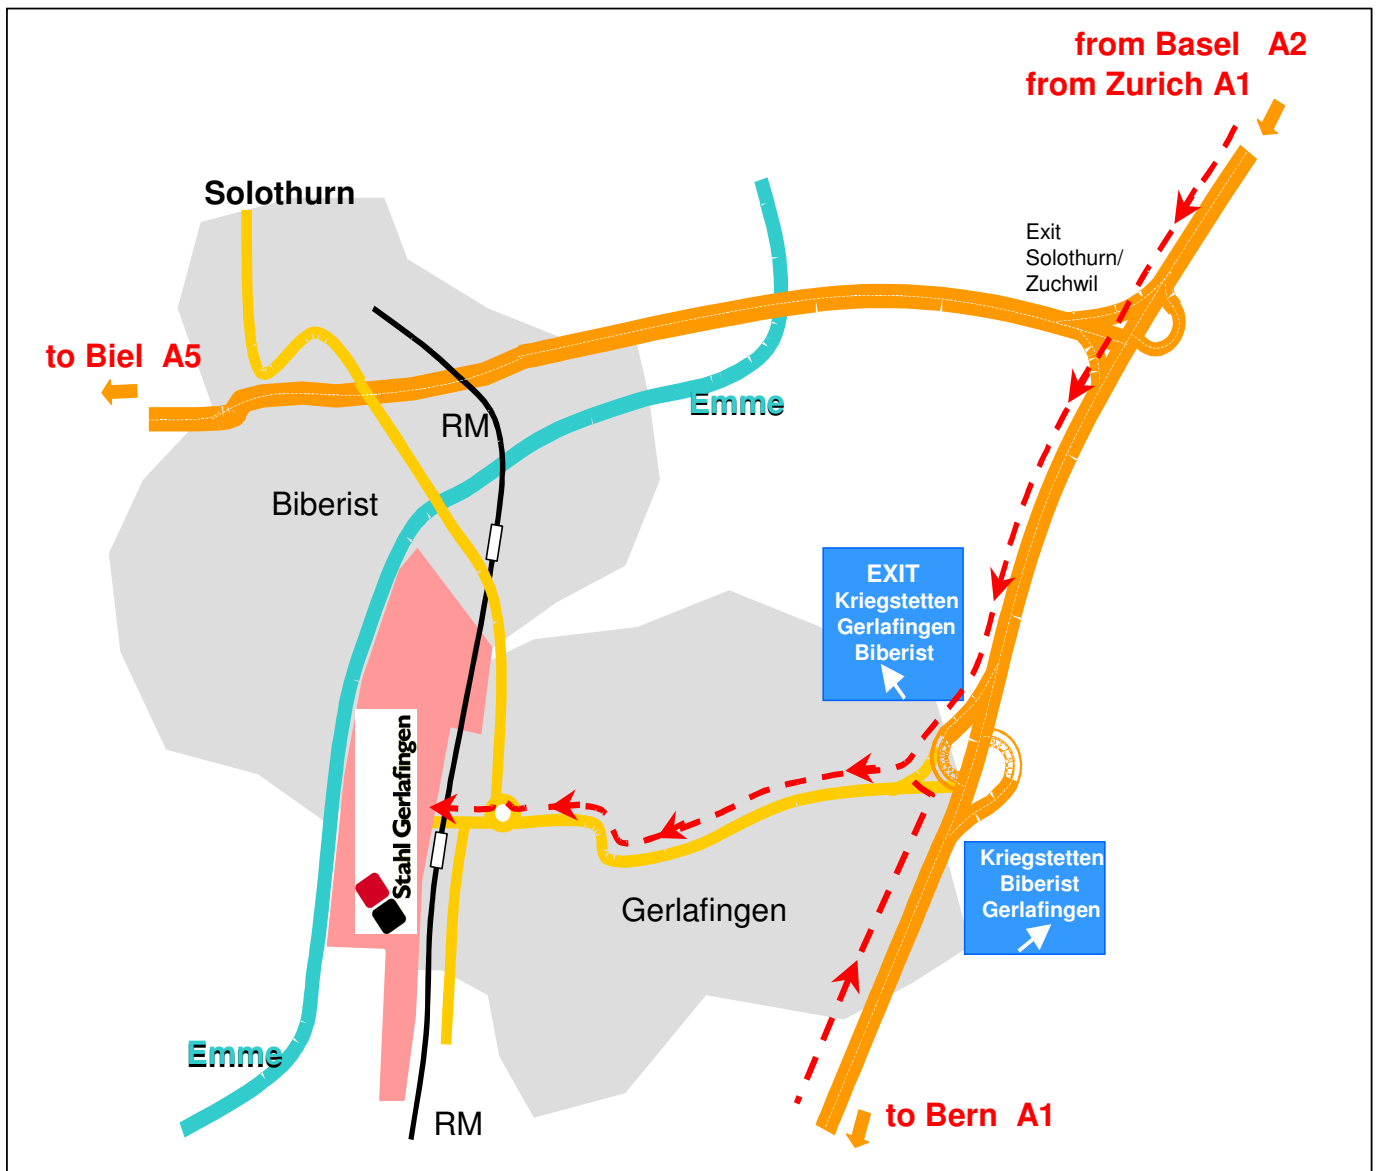 from Basel A2
from Zurich A1
Solothurn
Exit
Solothurn/
Zuchwil
to Biel A5
Emme
RM
Biberist
EXIT
Kriegstetten
Gerlafingen
Biberist
Stahl Gerlafingen
Kriegstetten
Biberist
Gerlafingen
Gerlafingen
Emme
RM
to Bern A1